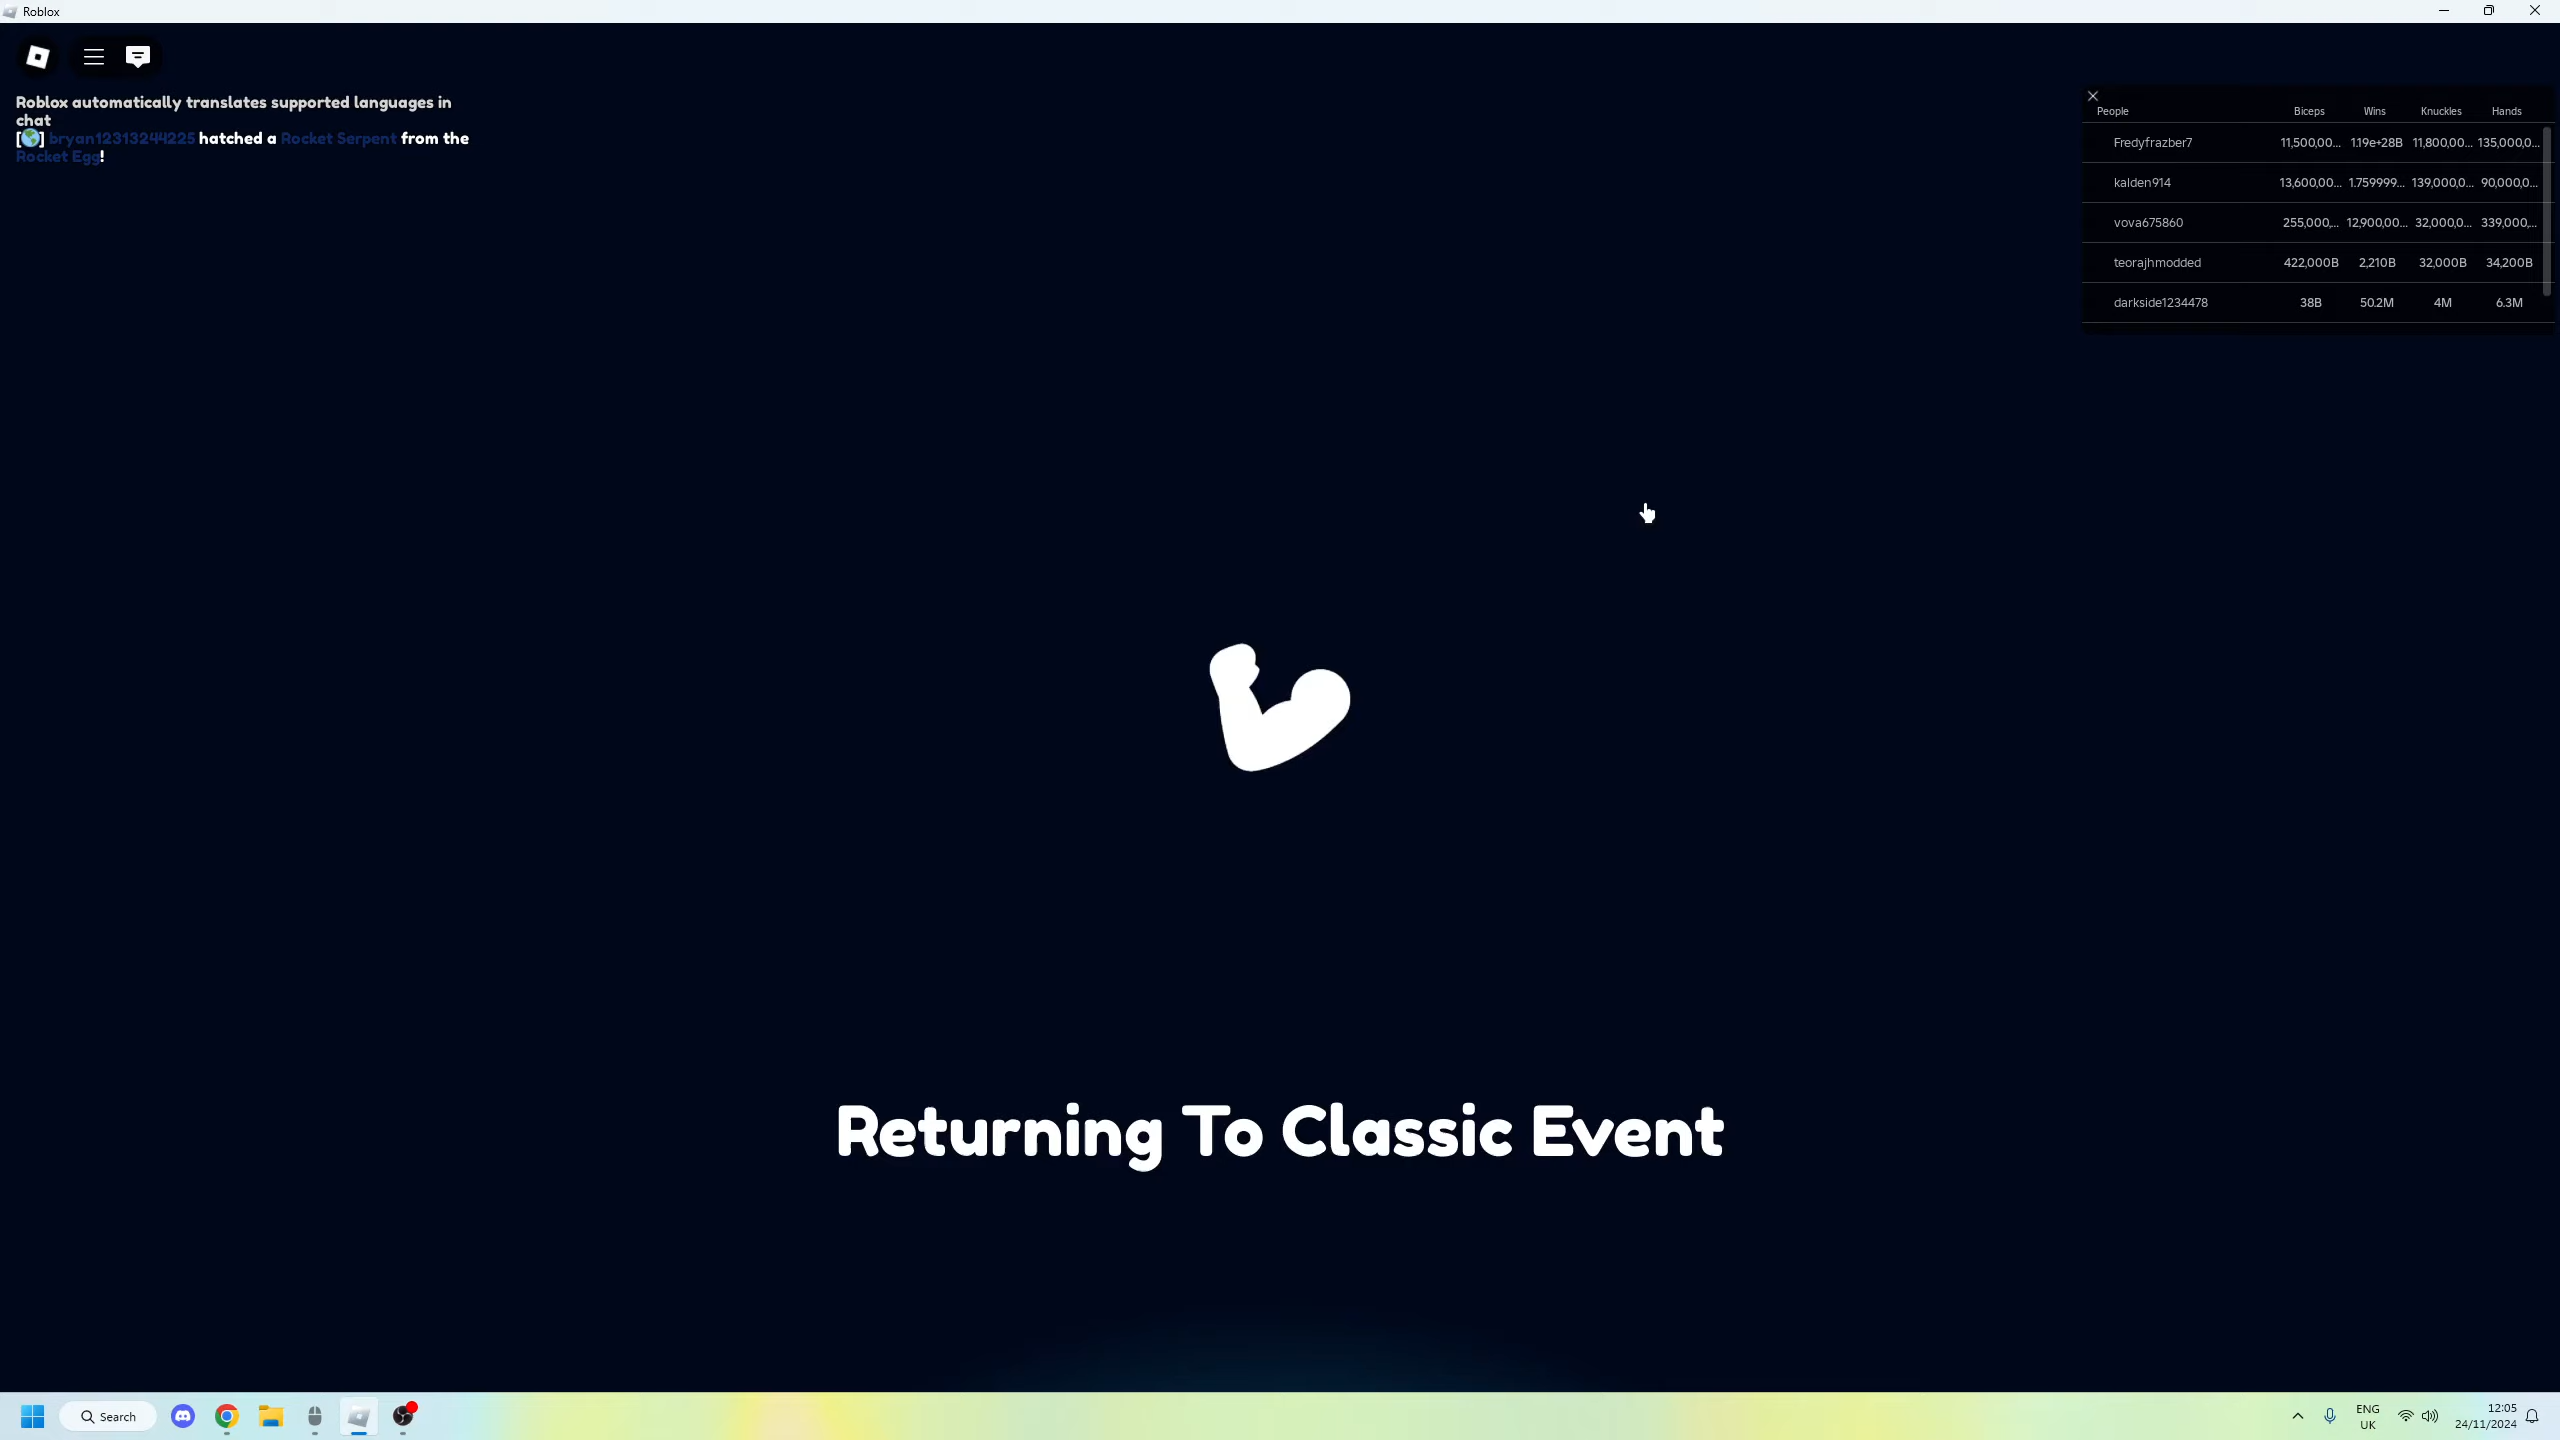 Roblox
Roblox automatically translates supported languages in
chat
[🌎] bryan12313244225 hatched a Rocket Serpent from the
Rocket Egg!
People Biceps Wins Knuckles Hands
Fredyfrazber7 11,500,00... 1.19e+28B 11,800,00... 135,000,0...
kalden914 13,600,00... 1.759999... 139,000,0... 90,000,0...
vova675860 255,000,... 12,900,00... 32,000,0... 339,000,...
teorajhmodded 422,000B 2,210B 32,000B 34,200B
darkside1234478 38B 50.2M 4M 6.3M
Returning To Classic Event
Search
ENG
UK
12:05
24/11/2024